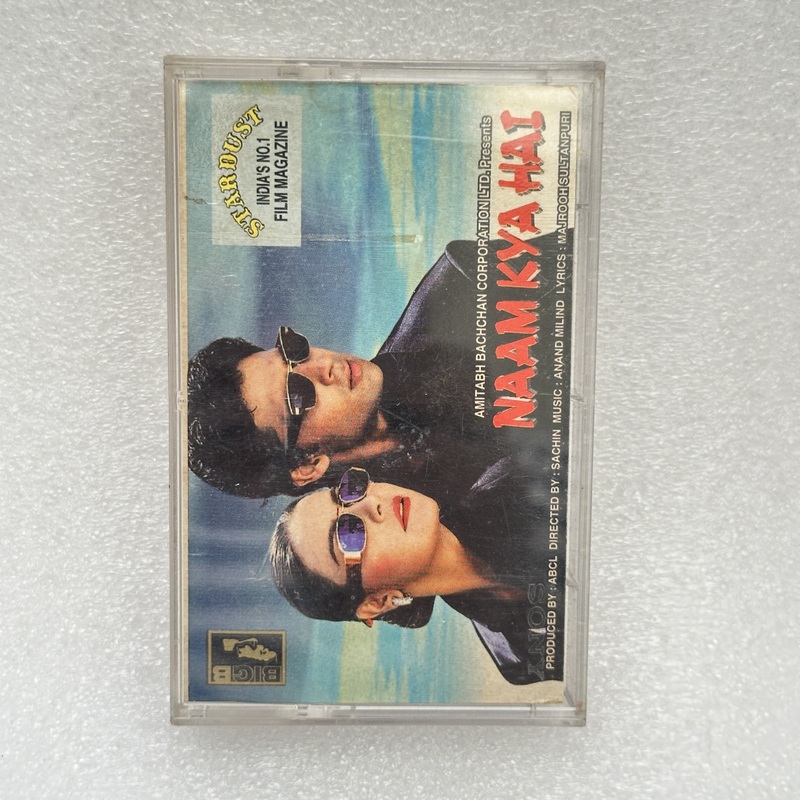 STARDUST
INDIA'S NO.1
FILM MAGAZINE
AMITABH BACHCHAN CORPORATION LTD. Presents
NAAM KYA HAI
PRODUCED BY : ABCL DIRECTED BY : SACHIN MUSIC : ANAND MILIND LYRICS : MAJROOH SULTANPURI
BIG
B
SONY